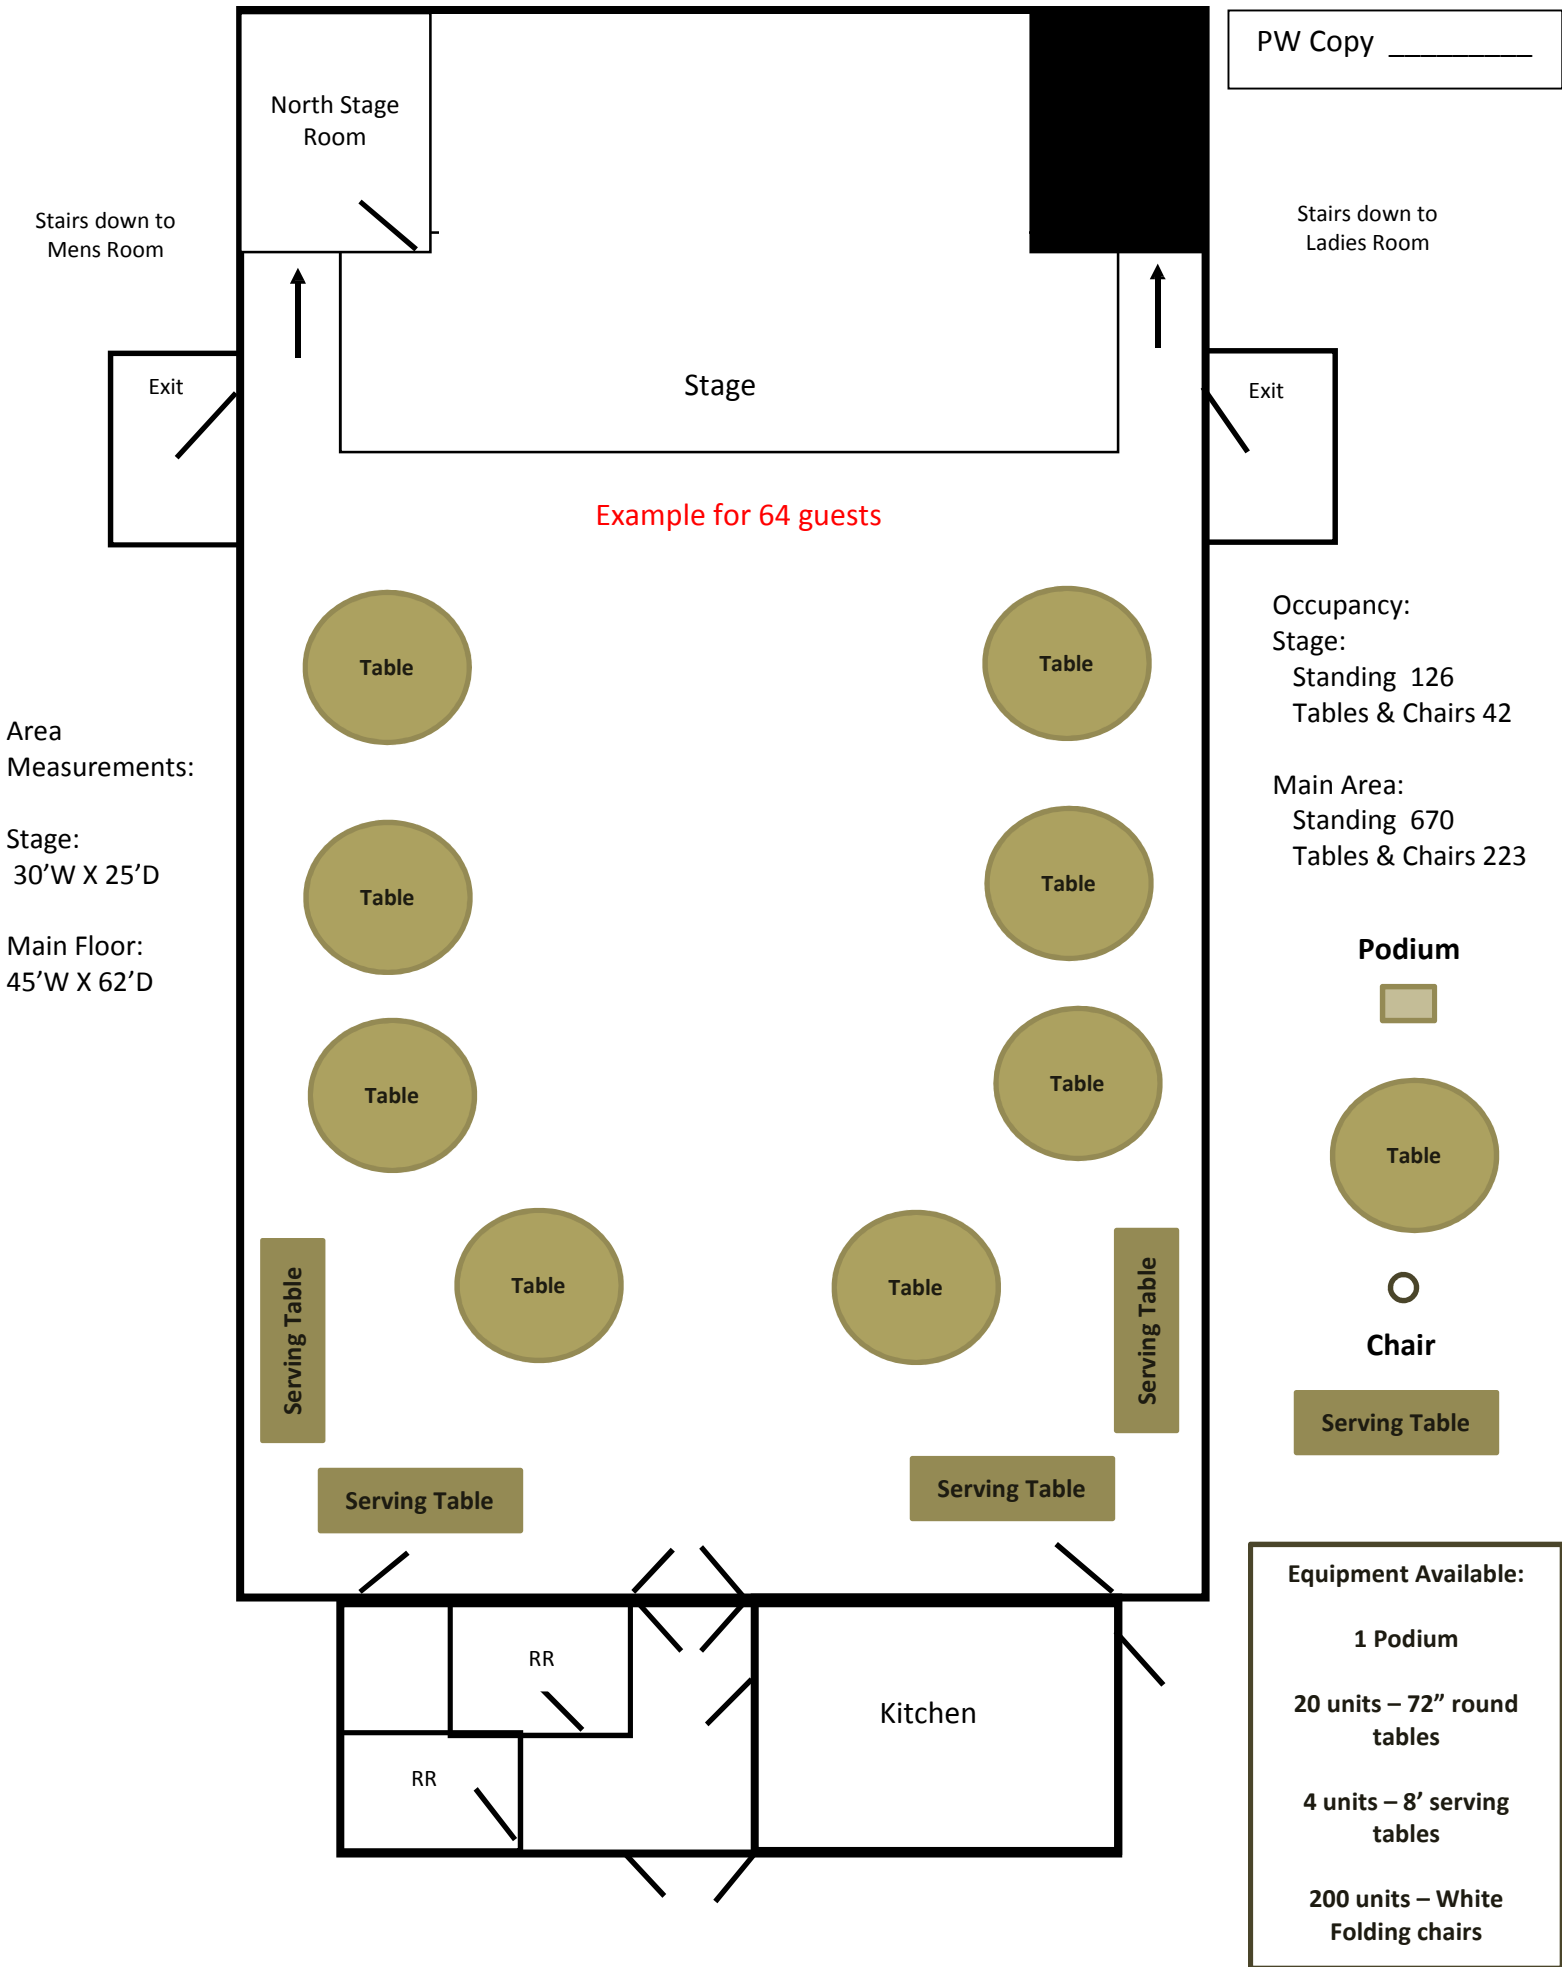 PW Copy _________
North Stage
Room
Stairs down to
Mens Room
Stairs down to
Ladies Room
Exit
Stage
Exit
Example for 64 guests
Area
Measurements:
Stage:
30’W X 25’D
Main Floor:
45’W X 62’D
Occupancy:
Stage:
Standing 126
Tables & Chairs 42
Main Area:
Standing 670
Tables & Chairs 223
Table
Table
Table
Table
Table
Table
Table
Table
Serving Table
Serving Table
Serving Table
Serving Table
Podium
Table
Chair
Serving Table
RR
RR
Kitchen
Equipment Available:
1 Podium
20 units – 72” round
tables
4 units – 8’ serving
tables
200 units – White
Folding chairs